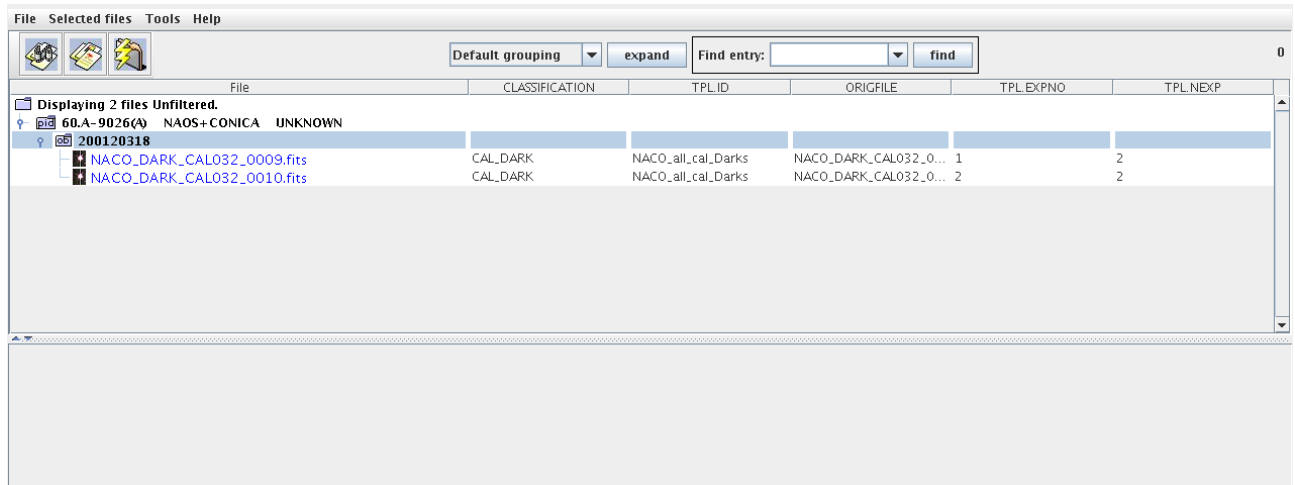 File Selected files Tools Help
Default grouping expand Find entry: find 0
File CLASSIFICATION TPL.ID ORIGFILE TPL.EXPNO TPL.NEXP
Displaying 2 files Unfiltered.
pid 60.A-9026(A) NAOS+CONICA UNKNOWN
ob 200120318
NACO_DARK_CAL032_0009.fits CAL_DARK NACO_all_cal_Darks NACO_DARK_CAL032_0... 1 2
NACO_DARK_CAL032_0010.fits CAL_DARK NACO_all_cal_Darks NACO_DARK_CAL032_0... 2 2